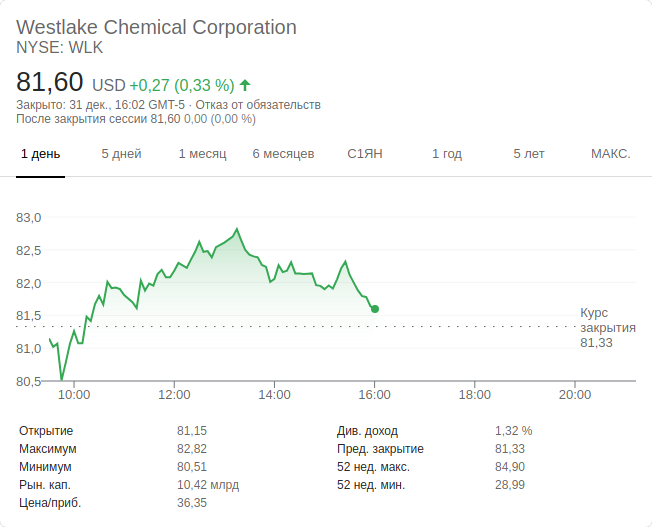 Westlake Chemical Corporation
NYSE: WLK
81,60 USD +0,27 (0,33 %)
Закрыто: 31 дек., 16:02 GMT-5 · Отказ от обязательств
После закрытия сессии 81,60 0,00 (0,00 %)
1 день 5 дней 1 месяц 6 месяцев С1ЯН 1 год 5 лет МАКС.
83,0
82,5
82,0
81,5
81,0
80,5
Курс
закрытия
81,33
10:00 12:00 14:00 16:00 18:00 20:00
Открытие 81,15 Див. доход 1,32 %
Максимум 82,82 Пред. закрытие 81,33
Минимум 80,51 52 нед. макс. 84,90
Рын. кап. 10,42 млрд 52 нед. мин. 28,99
Цена/приб. 36,35